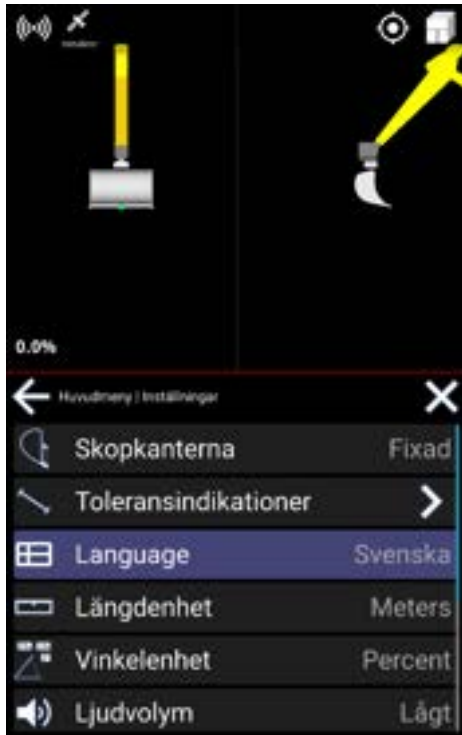 0.0%
Huvudmeny | Inställningar
Skopkanterna Fixad
Toleransindikationer
Language Svenska
Längdenhet Meters
Vinkelenhet Percent
Ljudvolym Lågt